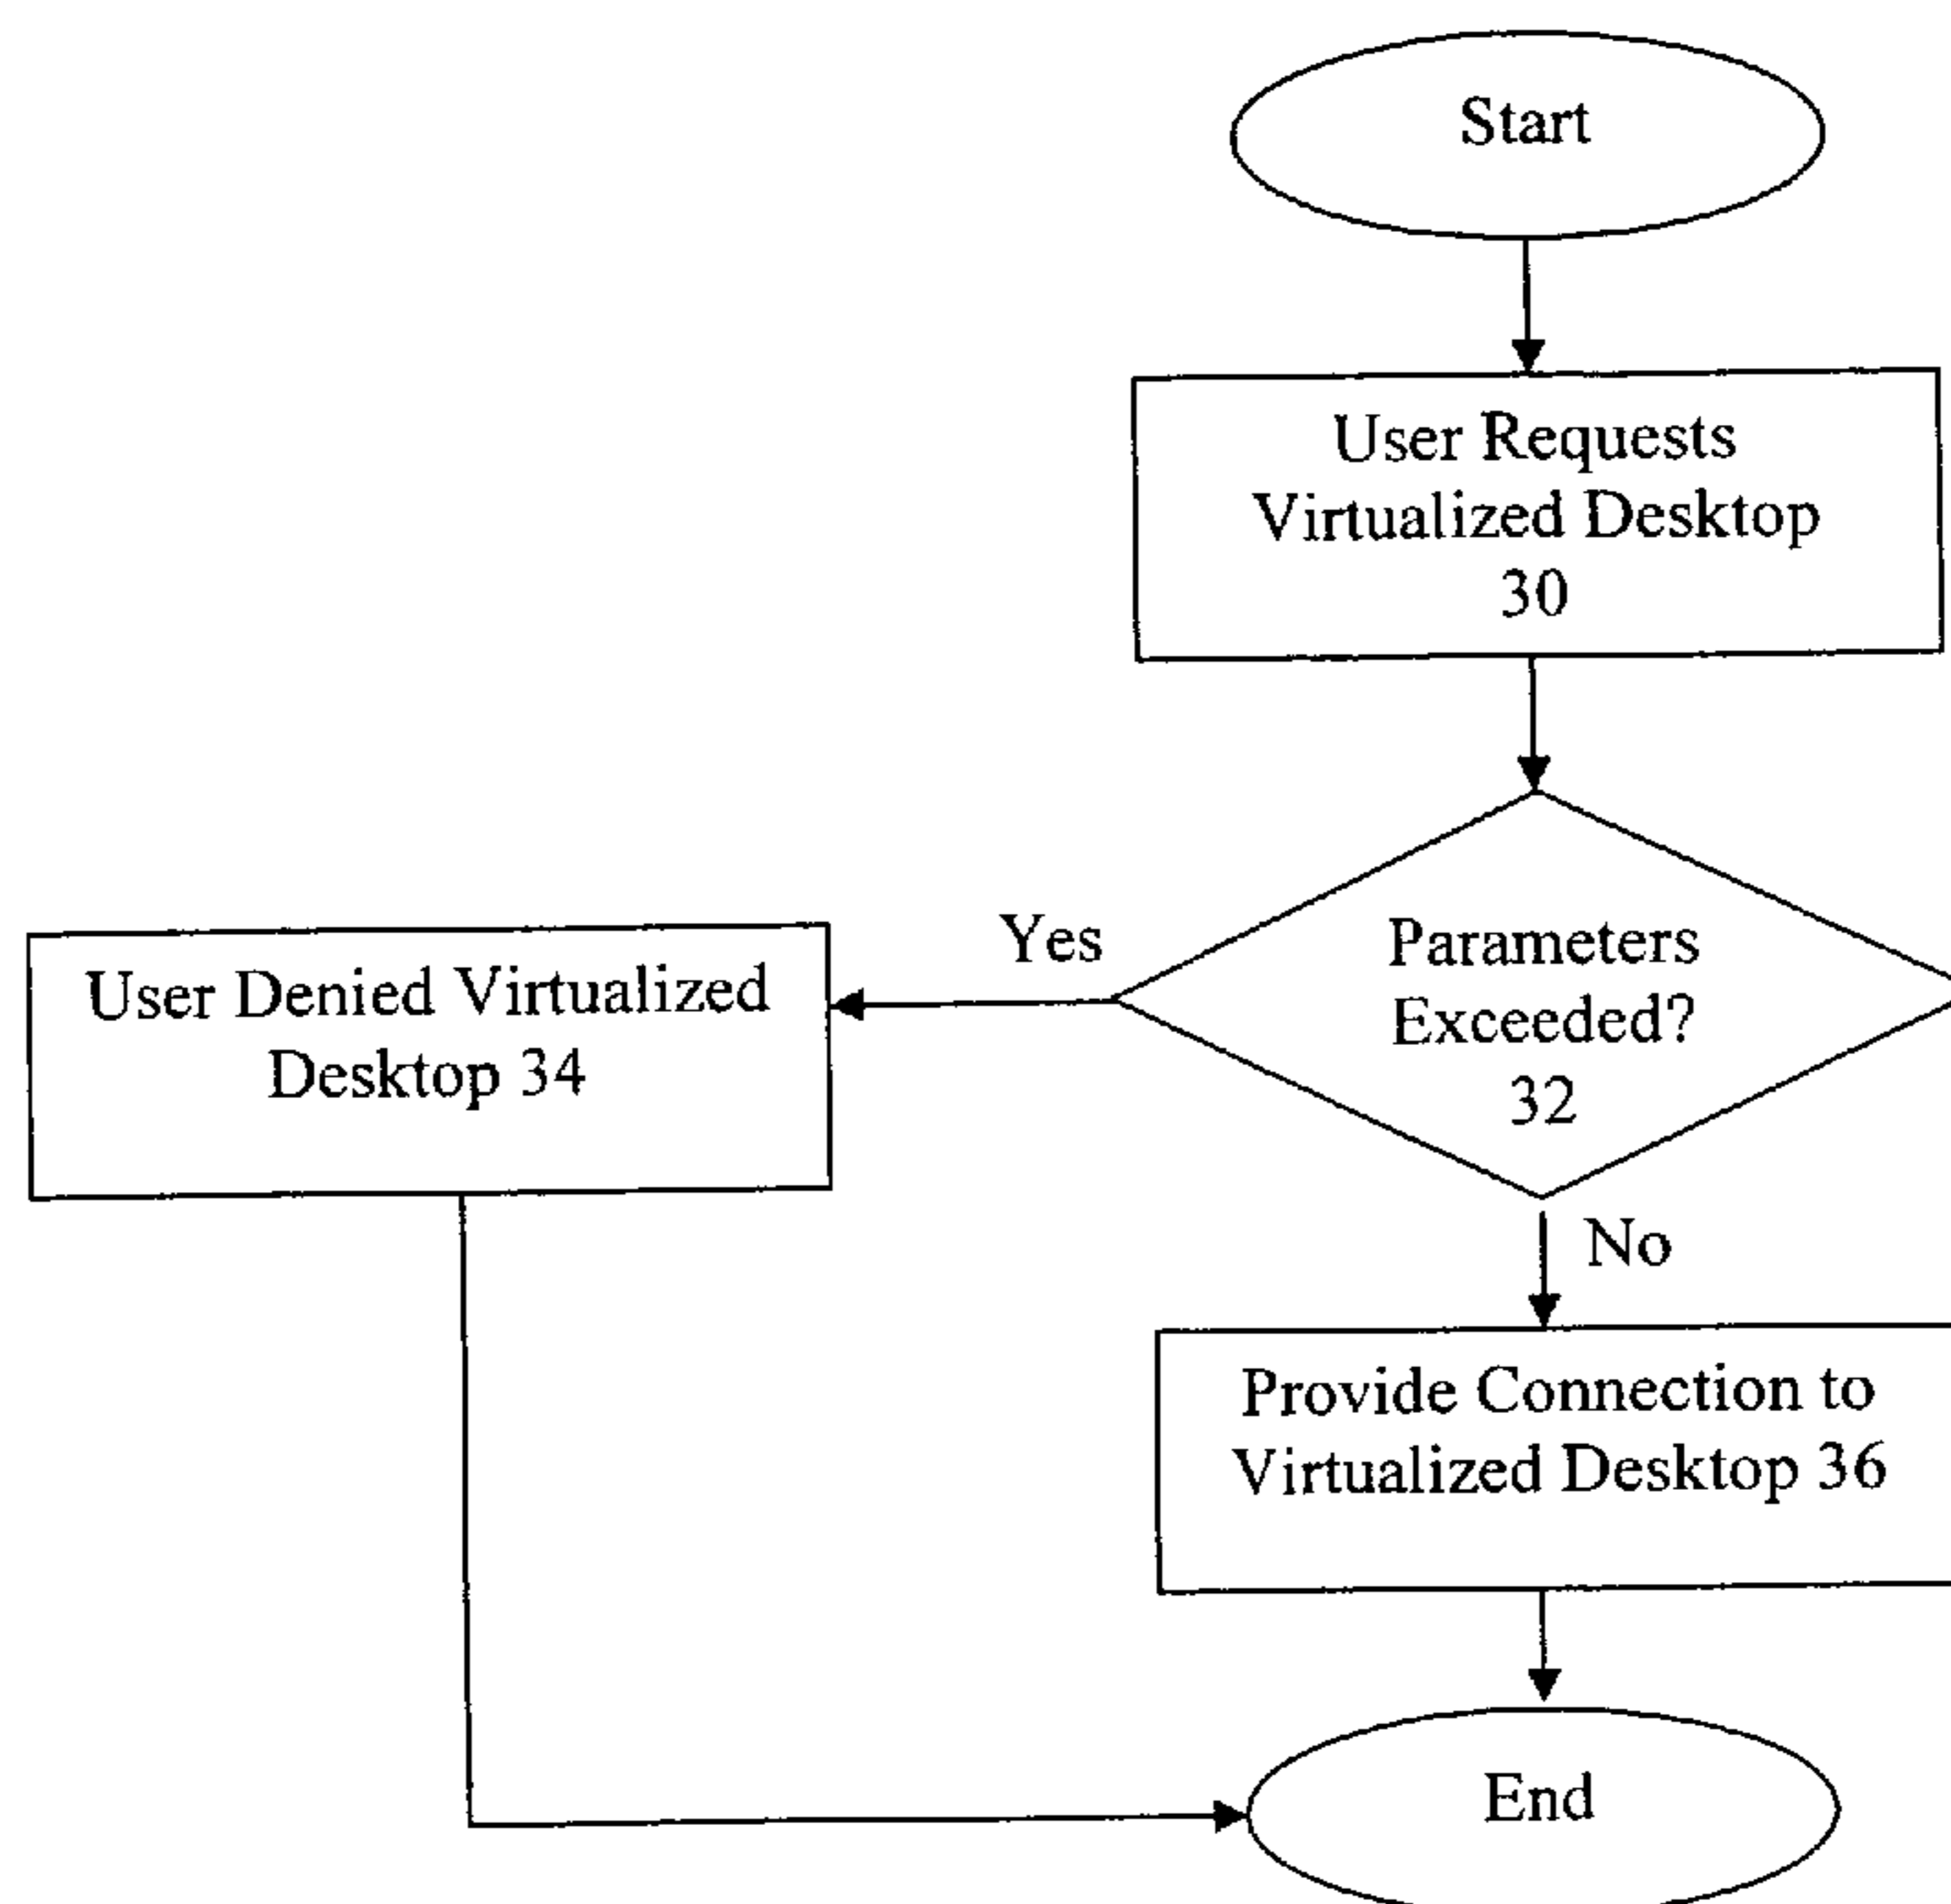 Start
User Requests
Virtualized Desktop
30
Yes
Parameters
Exceeded?
32
User Denied Virtualized
Desktop 34
No
Provide Connection to
Virtualized Desktop 36
End